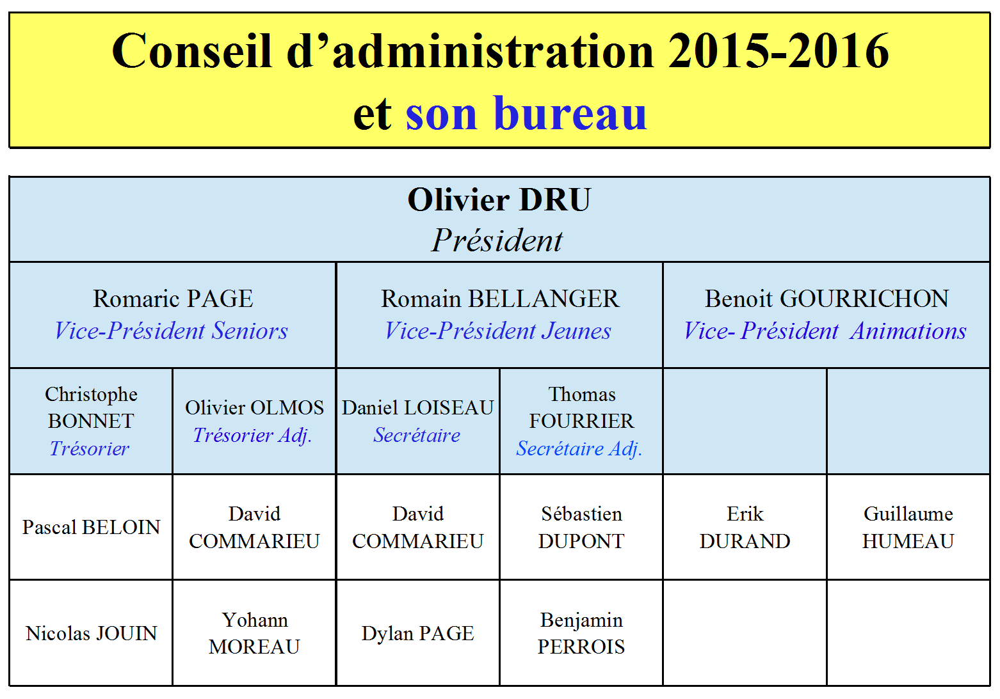 Conseil d’administration 2015-2016
et son bureau
Olivier DRU
Président
Romaric PAGE
Vice-Président Seniors
Romain BELLANGER
Vice-Président Jeunes
Benoit GOURRICHON
Vice- Président  Animations
Christophe
BONNET
Trésorier
Olivier OLMOS
Trésorier Adj.
Daniel LOISEAU
Secrétaire
Thomas
FOURRIER
Secrétaire Adj.
Pascal BELOIN
David
COMMARIEU
David
COMMARIEU
Sébastien
DUPONT
Erik
DURAND
Guillaume
HUMEAU
Nicolas JOUIN
Yohann
MOREAU
Dylan PAGE
Benjamin
PERROIS